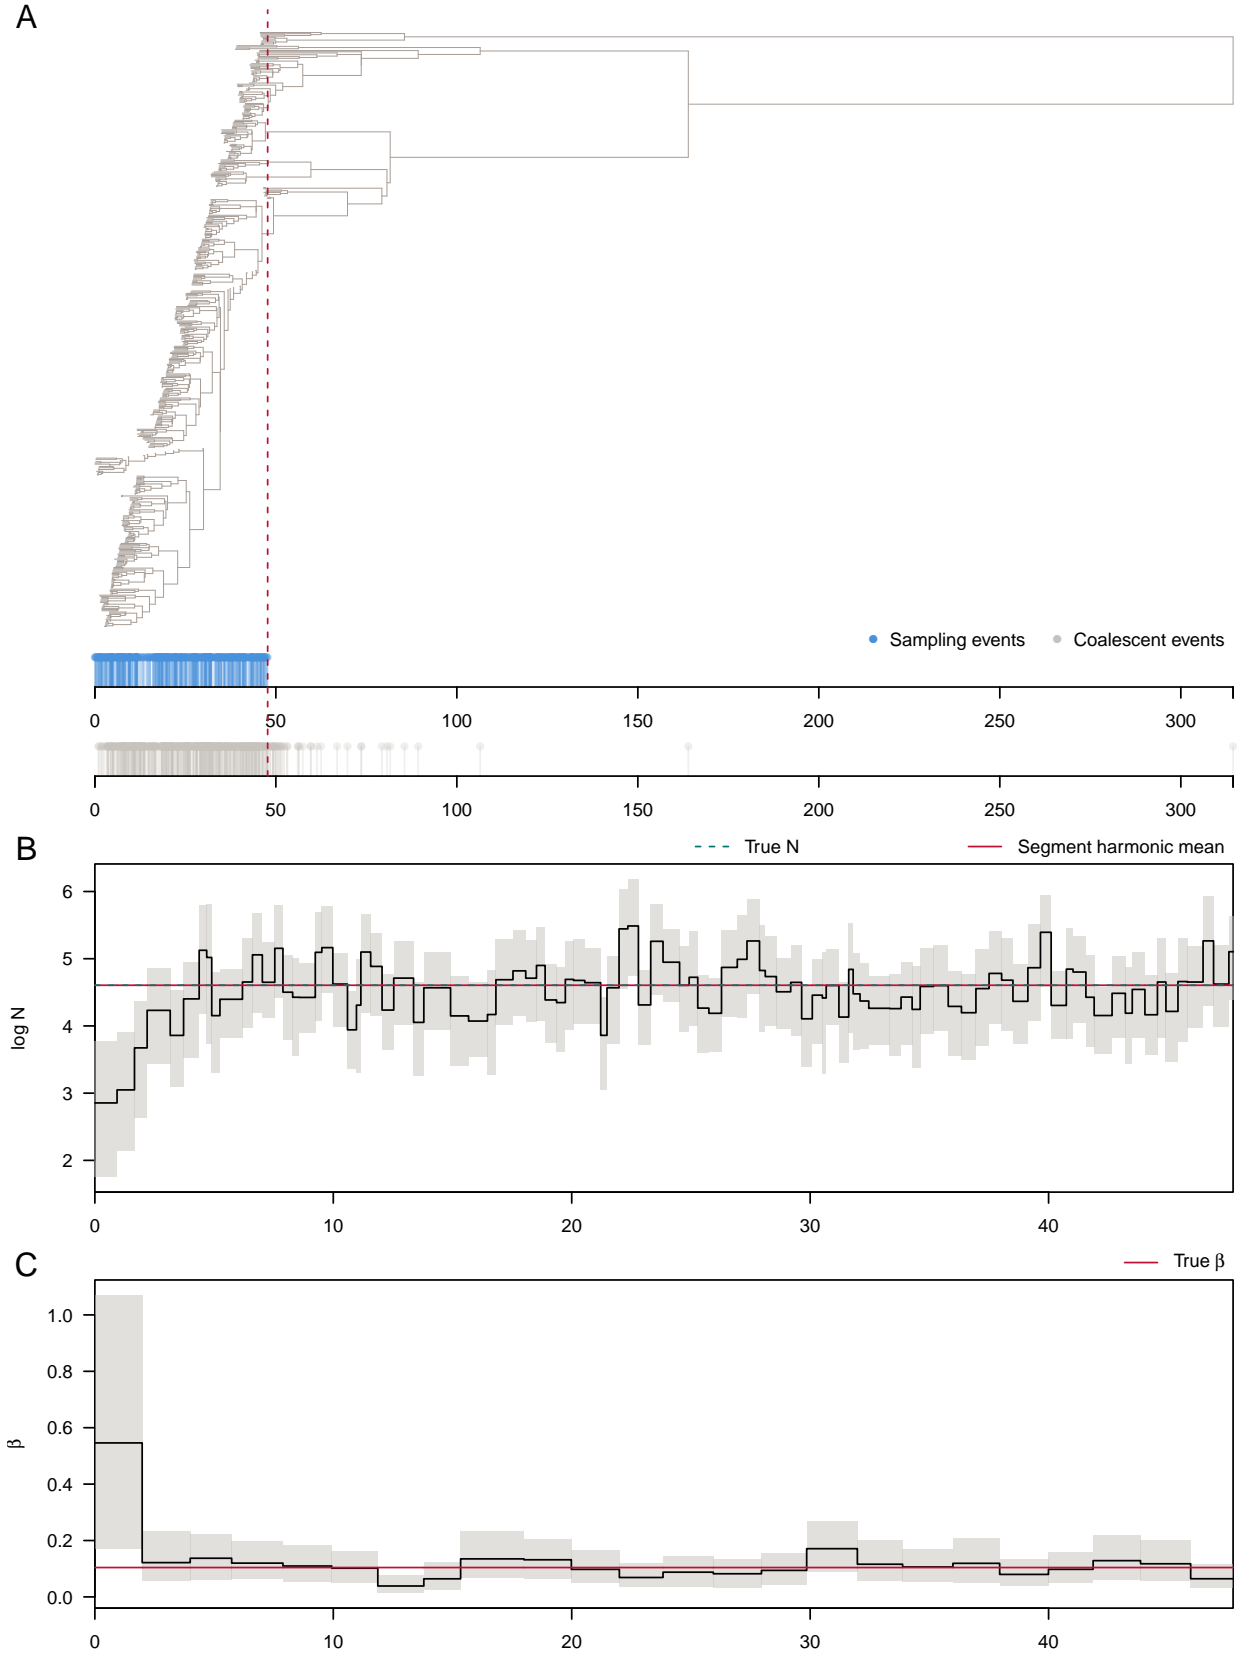 A
Sampling events Coalescent events
0 50 100 150 200 250 300
0 50 100 150 200 250 300
B
True N Segment harmonic mean
log N
6
5
4
3
2
0 10 20 30 40
C
True β
β
1.0
0.8
0.6
0.4
0.2
0.0
0 10 20 30 40